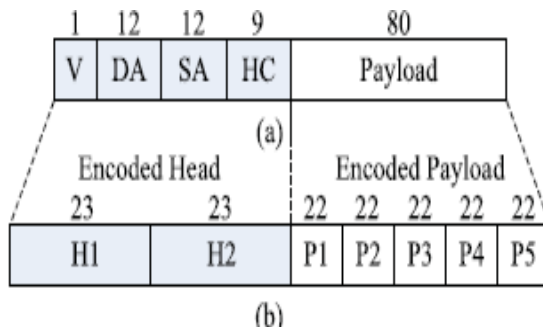 1 12 12 9 80
V DA SA HC Payload
(a)
Encoded Head Encoded Payload
23 23 22 22 22 22 22
H1 H2 P1 P2 P3 P4 P5
(b)